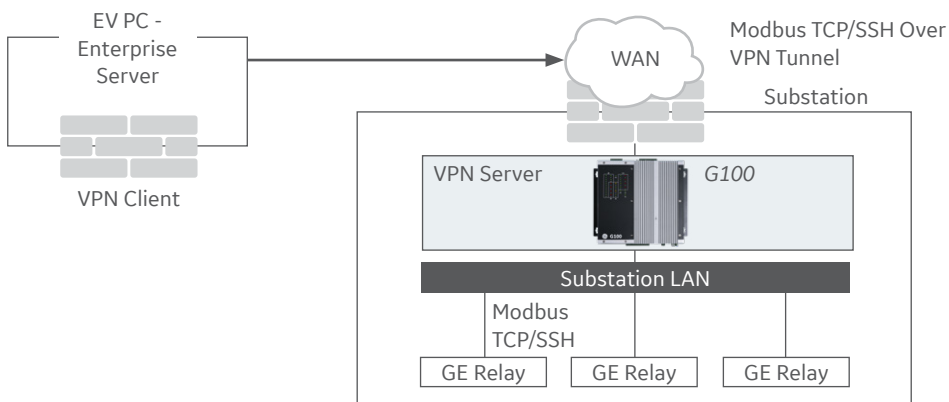 EV PC -
Enterprise
Server
VPN Client
WAN
Modbus TCP/SSH Over
VPN Tunnel
Substation
VPN Server
G100
G100
Substation LAN
Modbus
TCP/SSH
GE Relay
GE Relay
GE Relay